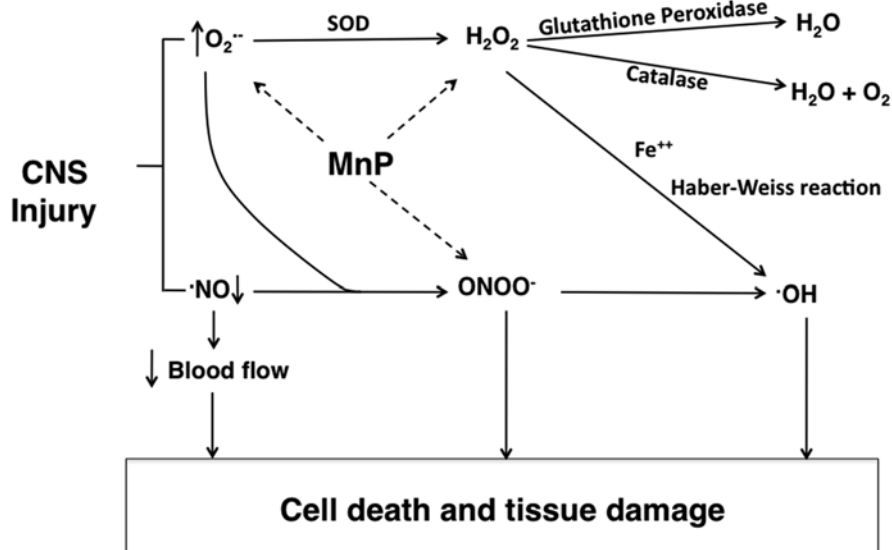 ↑O₂·⁻
SOD
H₂O₂
Glutathione Peroxidase
H₂O
Catalase
H₂O + O₂
MnP
Fe⁺⁺
Haber-Weiss reaction
CNS
Injury
·NO↓
ONOO⁻
·OH
↓ Blood flow
Cell death and tissue damage